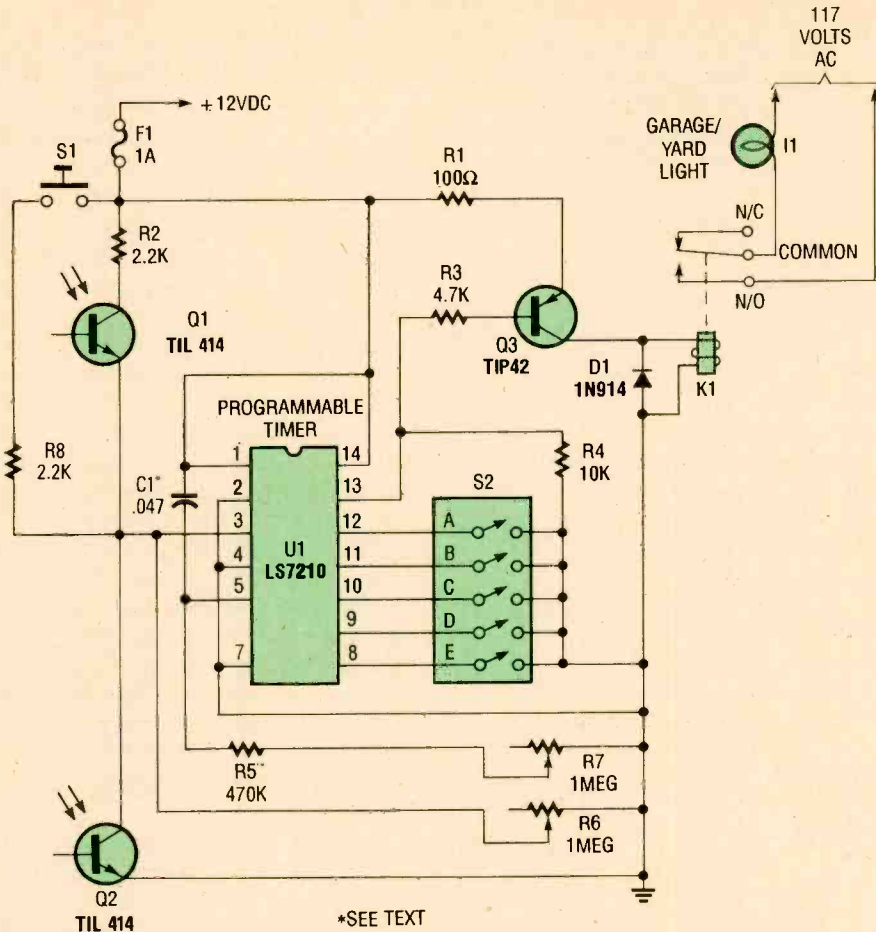 117
VOLTS
AC
+12VDC
F1
1A
S1
GARAGE/
YARD
LIGHT
I1
R1
100Ω
N/C
COMMON
N/O
R2
2.2K
R3
4.7K
Q1
TIL 414
Q3
TIP42
D1
1N914
K1
PROGRAMMABLE
TIMER
R8
2.2K
C1*
.047
R4
10K
S2
1
2
3
4
5
7
14
13
12
11
10
9
8
U1
LS7210
A
B
C
D
E
R5*
470K
R7
1MEG
R6
1MEG
Q2
TIL 414
*SEE TEXT